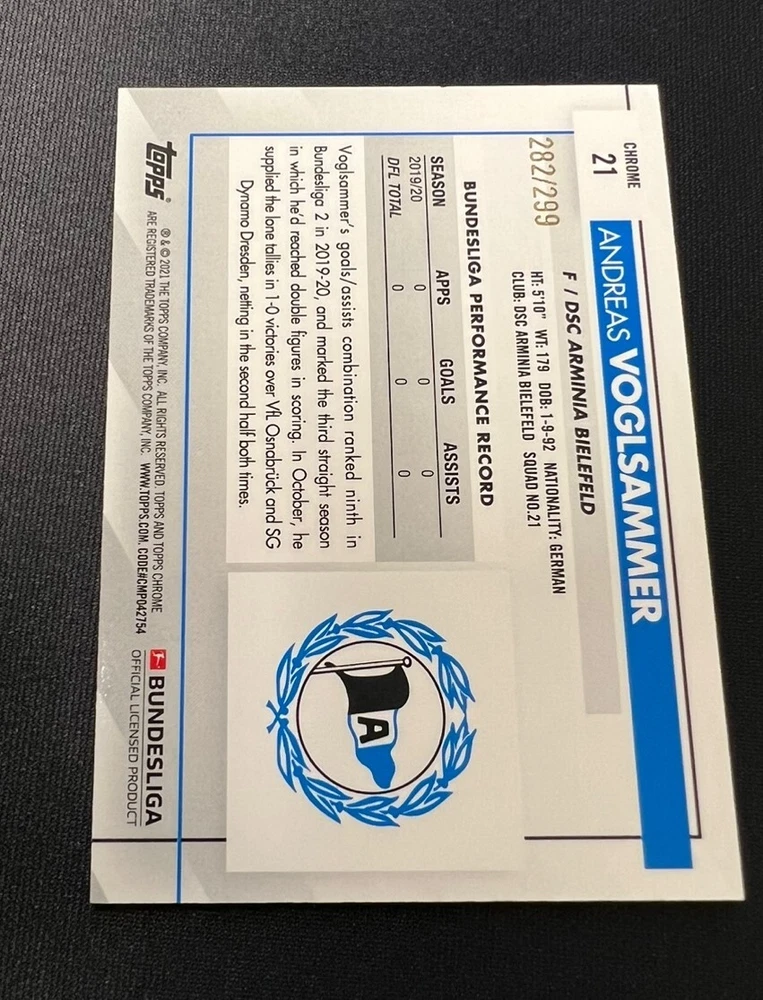 CHROME
21
ANDREAS VOGLSAMMER
F / DSC ARMINIA BIELEFELD
282/299
HT: 5'10" WT: 179 DOB: 1-9-92 NATIONALITY: GERMAN
CLUB: DSC ARMINIA BIELEFELD SQUAD NO. 21
BUNDESLIGA PERFORMANCE RECORD
SEASON APPS GOALS ASSISTS
2019/20 0 0 0
DFL TOTAL 0 0 0
Voglsammer's goals/assists combination ranked ninth in
Bundesliga 2 in 2019-20, and marked the third straight season
in which he'd reached double figures in scoring. In October, he
supplied the lone tallies in 1-0 victories over VfL Osnabrück and SG
Dynamo Dresden, netting in the second half both times.
A
topps®
℗ & © 2021 THE TOPPS COMPANY, INC. ALL RIGHTS RESERVED. TOPPS AND TOPPS CHROME
ARE REGISTERED TRADEMARKS OF THE TOPPS COMPANY, INC. WWW.TOPPS.COM. CODE#CMP042754
BUNDESLIGA
OFFICIAL LICENSED PRODUCT